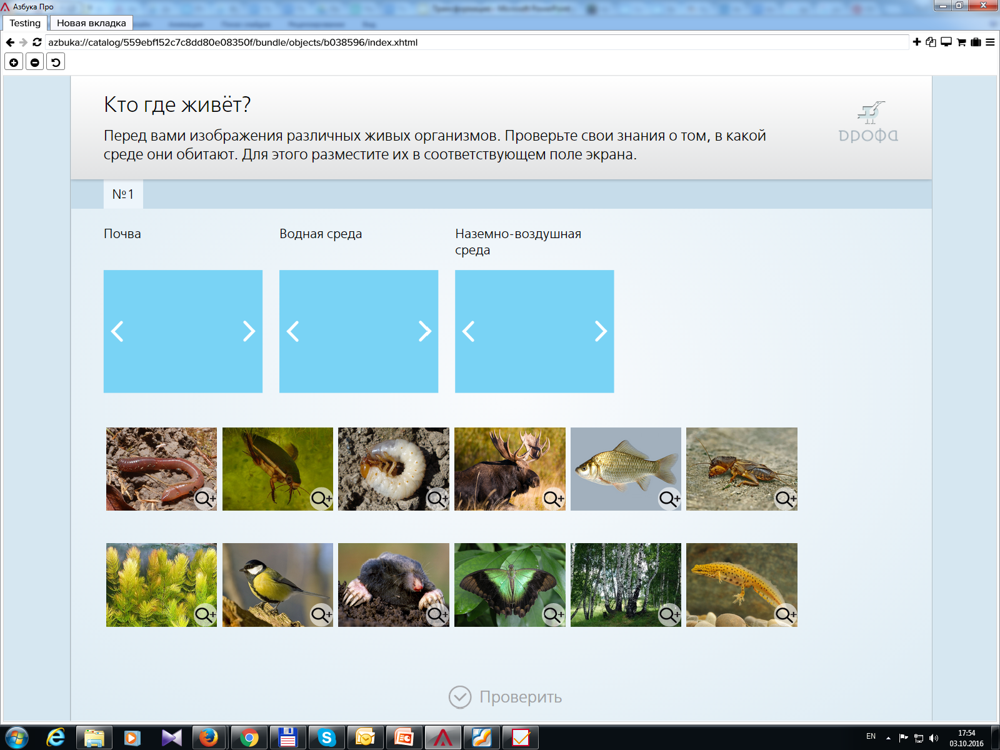 Азбука Про
Testing
Новая вкладка
azbuka://catalog/559ebf152c7c8dd80e08350f/bundle/objects/b038596/index.xhtml
Кто где живёт?
Перед вами изображения различных живых организмов. Проверьте свои знания о том, в какой
среде они обитают. Для этого разместите их в соответствующем поле экрана.
дрофа
№1
Почва
Водная среда
Наземно-воздушная
среда
Проверить
EN
17:54
03.10.2016